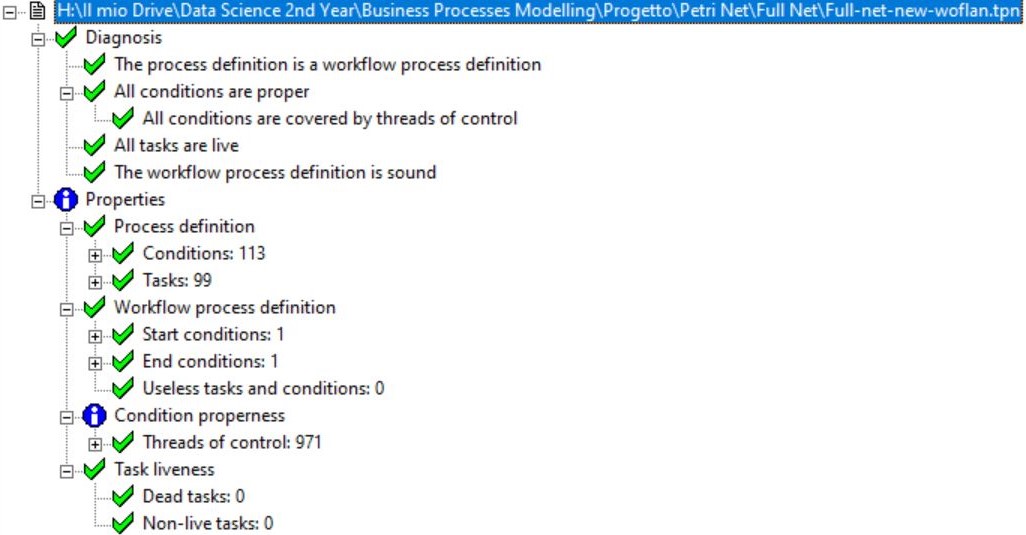 H:\Il mio Drive\Data Science 2nd Year\Business Processes Modelling\Progetto\Petri Net\Full Net\Full-net-new-woflan.tpn
Diagnosis
The process definition is a workflow process definition
All conditions are proper
All conditions are covered by threads of control
All tasks are live
The workflow process definition is sound
Properties
Process definition
Conditions: 113
Tasks: 99
Workflow process definition
Start conditions: 1
End conditions: 1
Useless tasks and conditions: 0
Condition properness
Threads of control: 971
Task liveness
Dead tasks: 0
Non-live tasks: 0